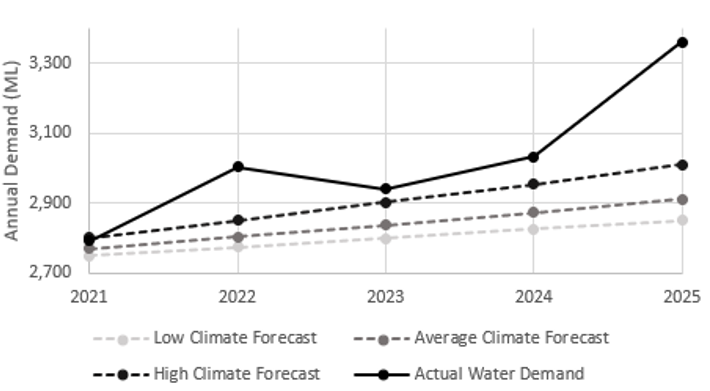 Annual Demand (ML)
3,300
3,100
2,900
2,700
2021 2022 2023 2024 2025
Low Climate Forecast Average Climate Forecast
High Climate Forecast Actual Water Demand